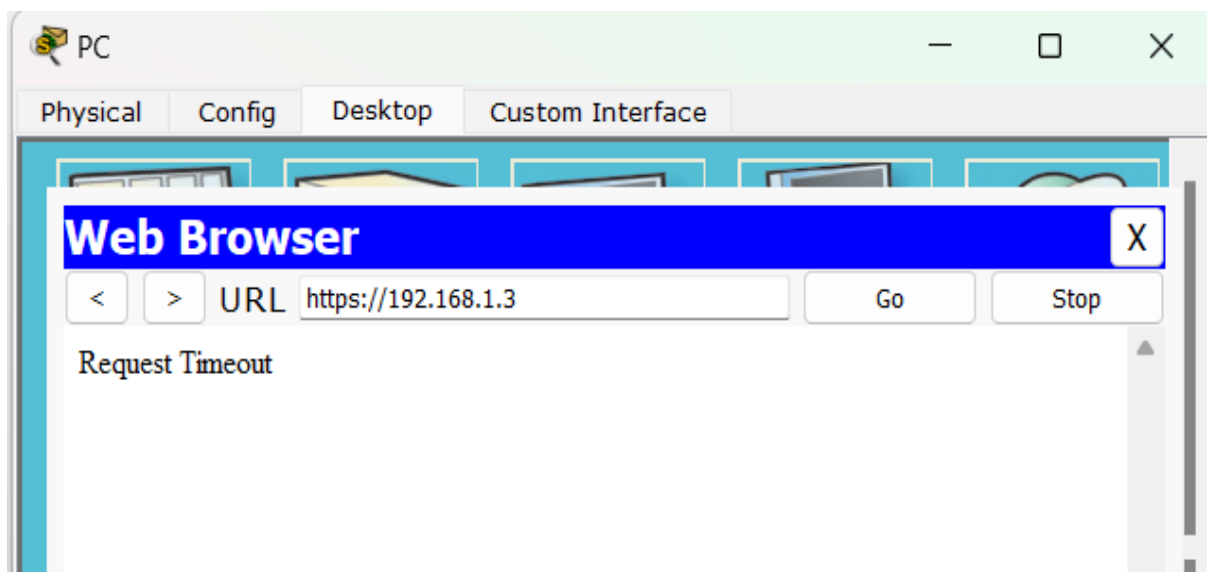 PC
Physical Config Desktop Custom Interface
Web Browser X
< > URL https://192.168.1.3 Go Stop
Request Timeout